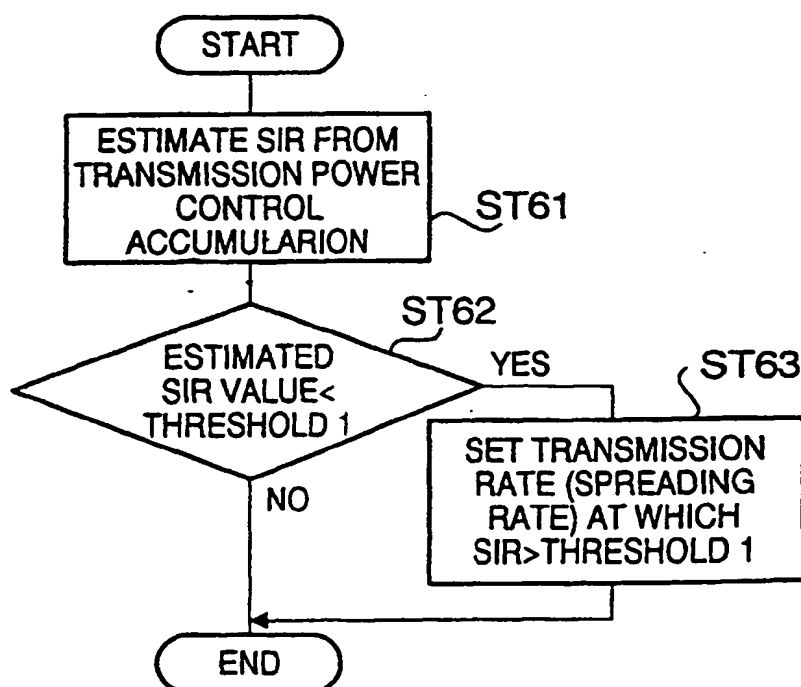 START
ESTIMATE SIR FROM
TRANSMISSION POWER
CONTROL
ACCUMULARION
ST61
ST62
ESTIMATED
SIR VALUE<
THRESHOLD 1
YES
NO
ST63
SET TRANSMISSION
RATE (SPREADING
RATE) AT WHICH
SIR>THRESHOLD 1
END